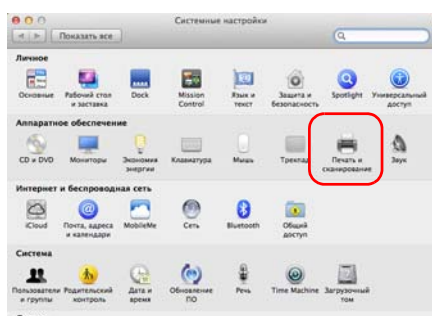 Системные настройки
Показать все
Личное
Основные
Рабочий стол и заставка
Dock
Mission Control
Язык и текст
Защита и безопасность
Spotlight
Универсальный доступ
Аппаратное обеспечение
CD и DVD
Мониторы
Экономия энергии
Клавиатура
Мышь
Трекпад
Печать и сканирование
Звук
Интернет и беспроводная сеть
iCloud
Почта, адреса и календари
MobileMe
Сеть
Bluetooth
Общий доступ
Система
Пользователи и группы
Родительский контроль
Дата и время
Обновление ПО
Речь
Time Machine
Загрузочный том